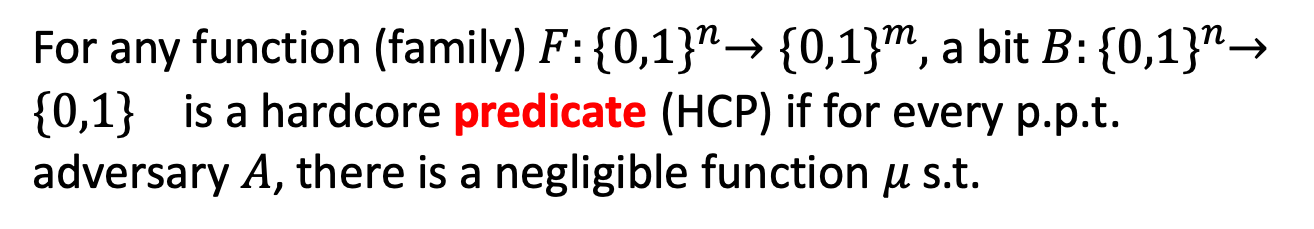 For any function (family) 𝐹: {0,1}ⁿ→ {0,1}ᵐ, a bit 𝐵: {0,1}ⁿ→
{0,1} is a hardcore predicate (HCP) if for every p.p.t.
adversary 𝐴, there is a negligible function 𝜇 s.t.